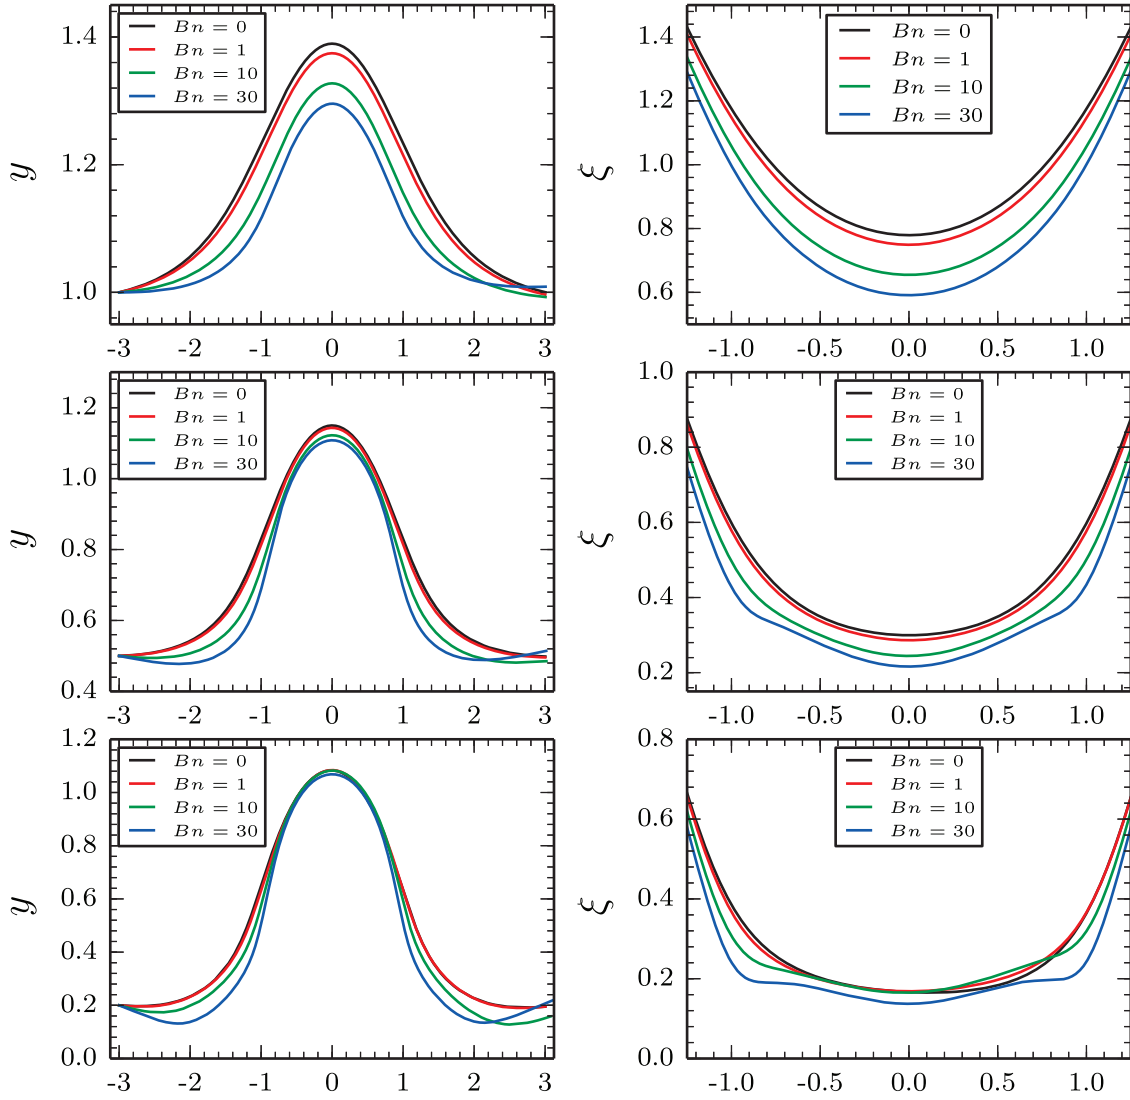 1.4
1.2
1.0
y
Bn = 0
Bn = 1
Bn = 10
Bn = 30
-3 -2 -1 0 1 2 3
1.4
1.2
1.0
0.8
0.6
ξ
Bn = 0
Bn = 1
Bn = 10
Bn = 30
-1.0 -0.5 0.0 0.5 1.0
1.2
1.0
0.8
0.6
0.4
y
Bn = 0
Bn = 1
Bn = 10
Bn = 30
-3 -2 -1 0 1 2 3
1.0
0.8
0.6
0.4
0.2
ξ
Bn = 0
Bn = 1
Bn = 10
Bn = 30
-1.0 -0.5 0.0 0.5 1.0
1.2
1.0
0.8
0.6
0.4
0.2
0.0
y
Bn = 0
Bn = 1
Bn = 10
Bn = 30
-3 -2 -1 0 1 2 3
0.8
0.6
0.4
0.2
0.0
ξ
Bn = 0
Bn = 1
Bn = 10
Bn = 30
-1.0 -0.5 0.0 0.5 1.0